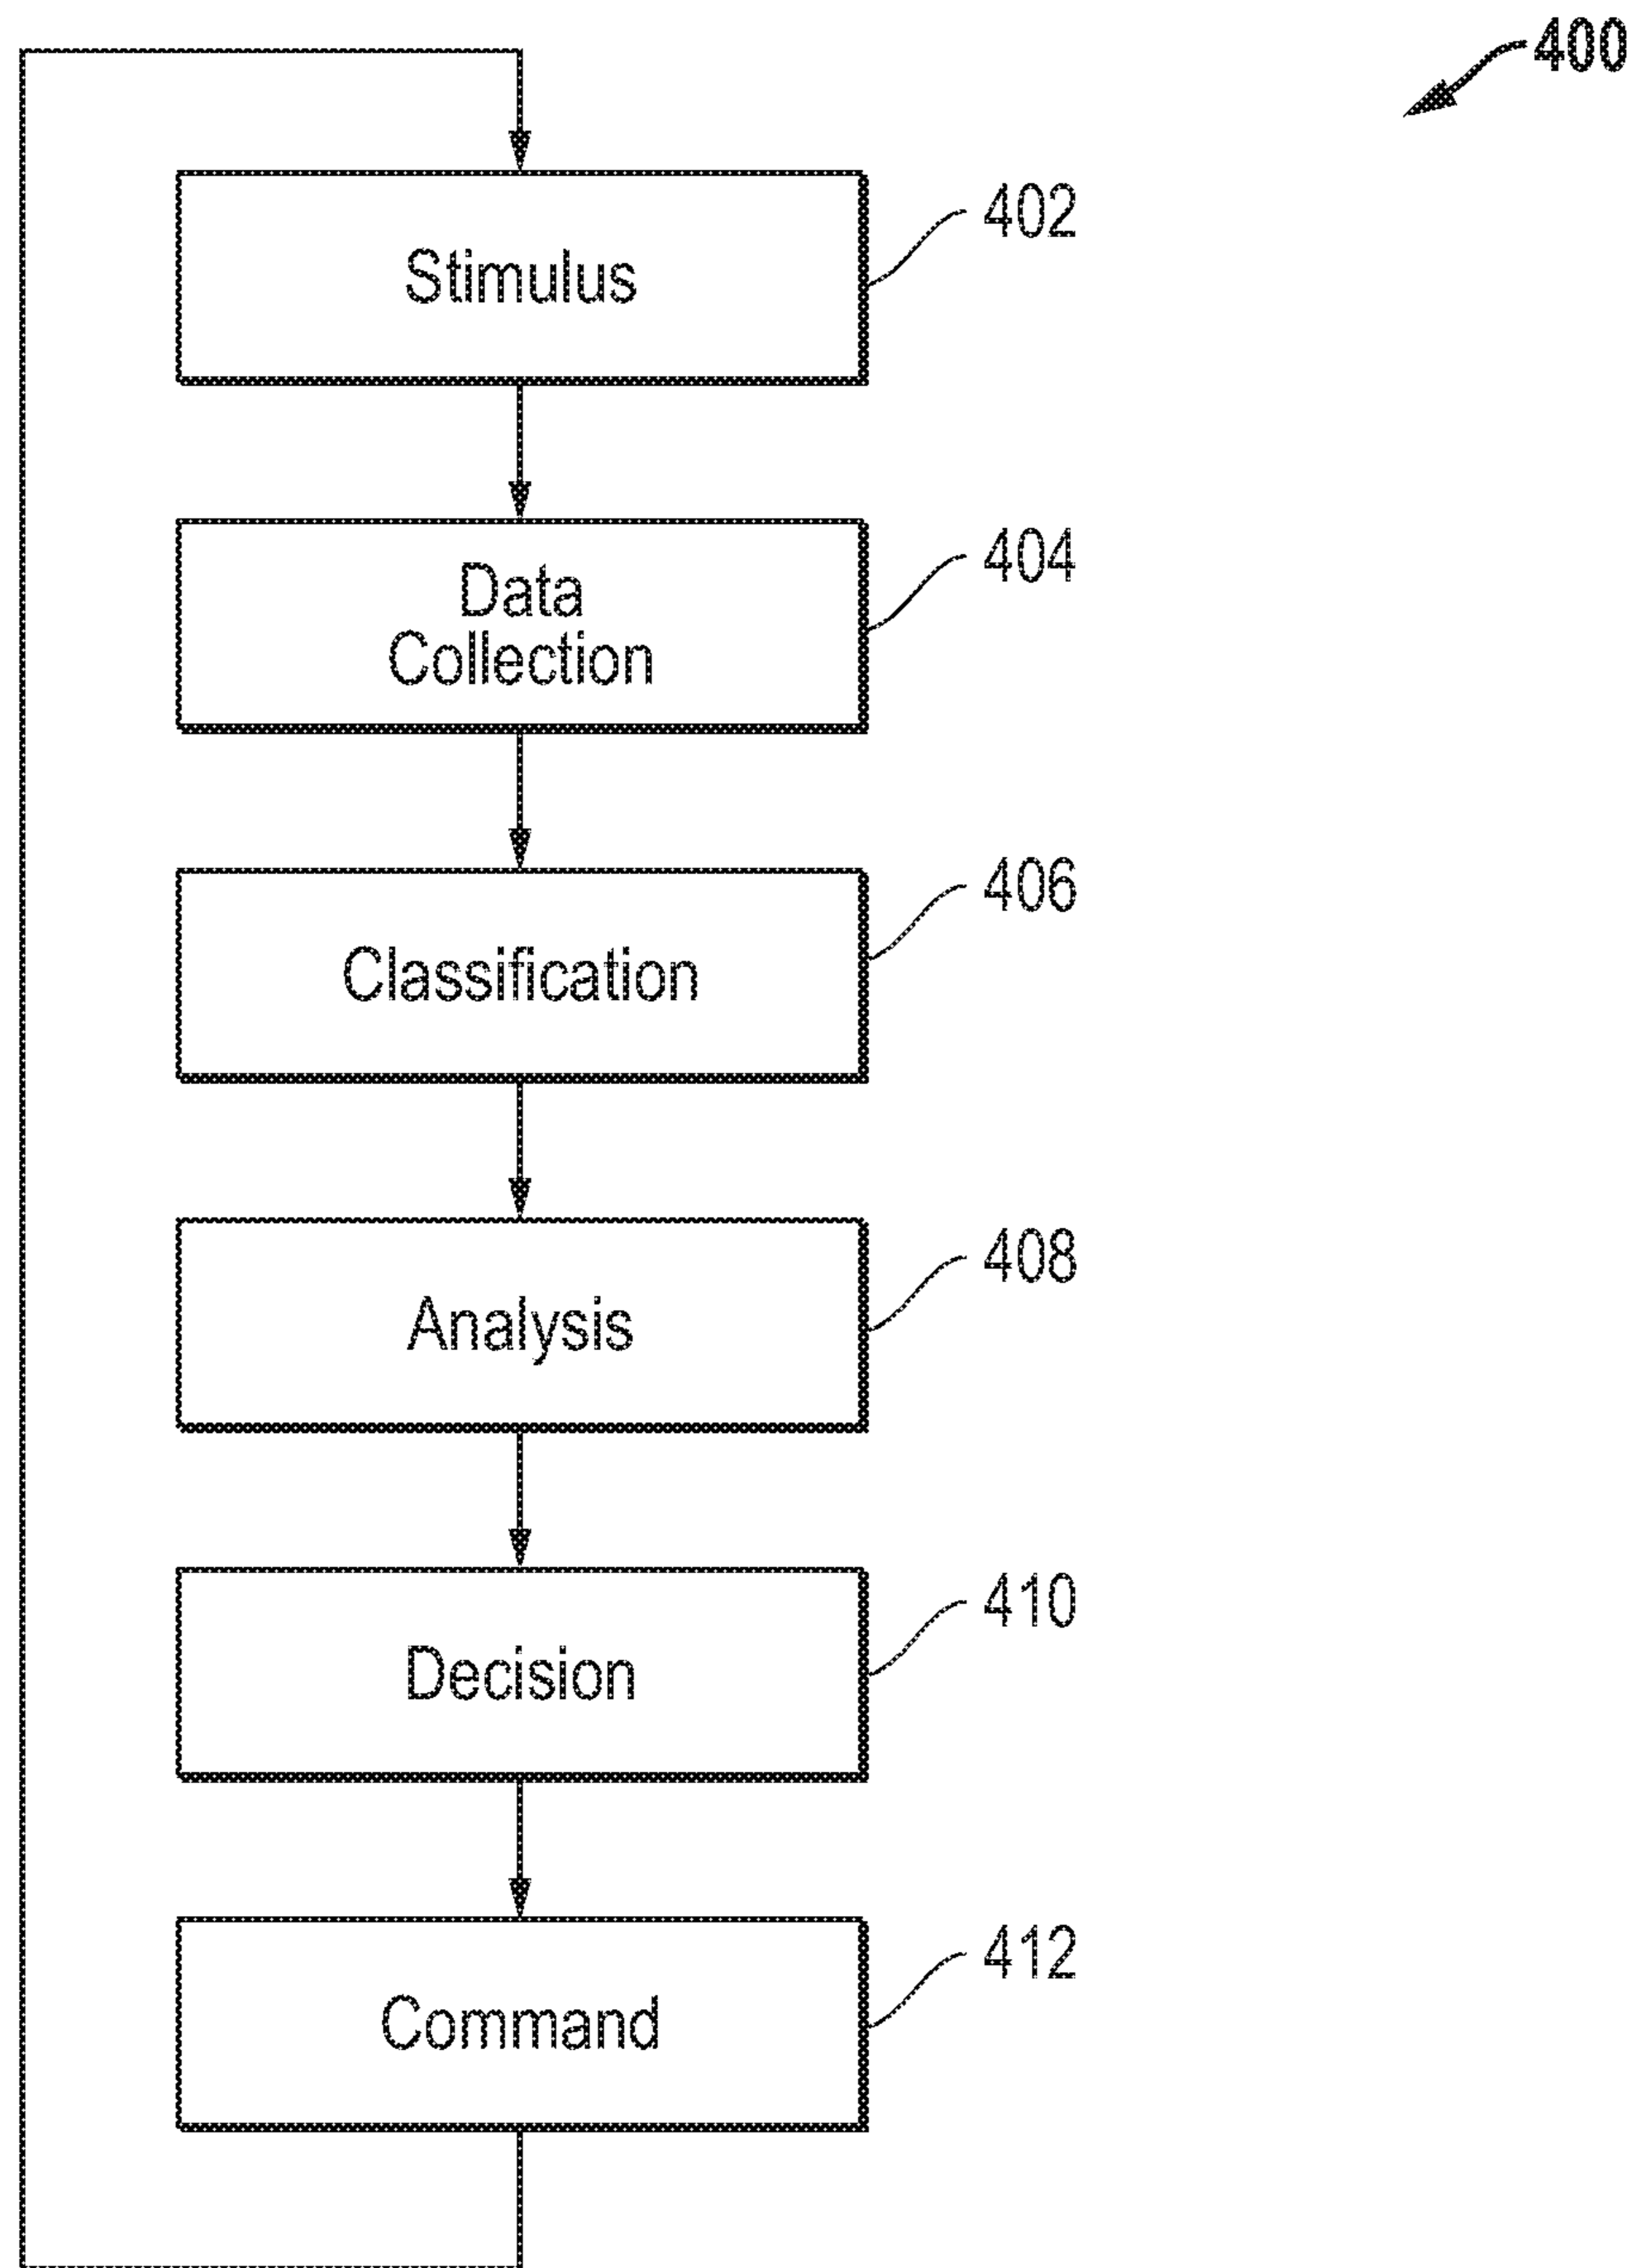 400
Stimulus
402
Data
Collection
404
Classification
406
Analysis
408
Decision
410
Command
412